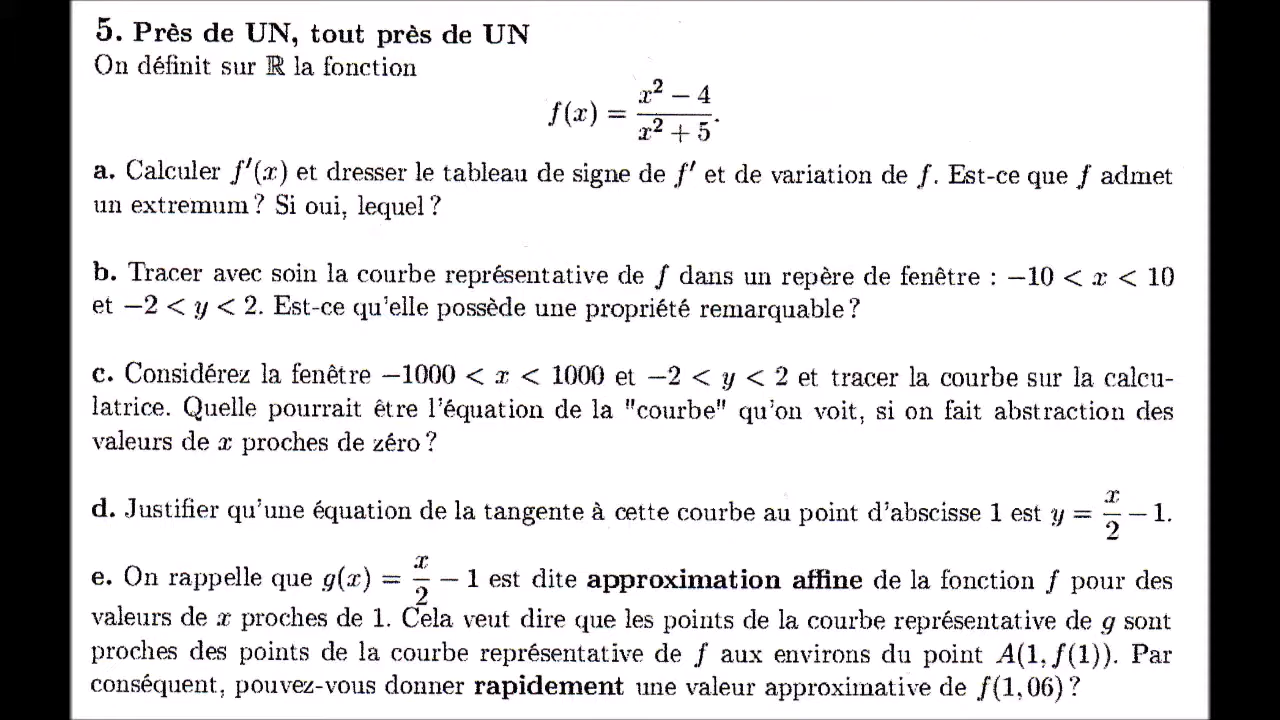 5. Près de UN, tout près de UN
On définit sur ℝ la fonction
f(x) = (x² − 4)/(x² + 5).
a. Calculer f′(x) et dresser le tableau de signe de f′ et de variation de f. Est-ce que f admet
un extremum ? Si oui, lequel ?
b. Tracer avec soin la courbe représentative de f dans un repère de fenêtre : −10 < x < 10
et −2 < y < 2. Est-ce qu'elle possède une propriété remarquable ?
c. Considérez la fenêtre −1000 < x < 1000 et −2 < y < 2 et tracer la courbe sur la calcu-
latrice. Quelle pourrait être l'équation de la "courbe" qu'on voit, si on fait abstraction des
valeurs de x proches de zéro ?
d. Justifier qu'une équation de la tangente à cette courbe au point d'abscisse 1 est y = x/2 − 1.
e. On rappelle que g(x) = x/2 − 1 est dite approximation affine de la fonction f pour des
valeurs de x proches de 1. Cela veut dire que les points de la courbe représentative de g sont
proches des points de la courbe représentative de f aux environs du point A(1, f(1)). Par
conséquent, pouvez-vous donner rapidement une valeur approximative de f(1,06) ?